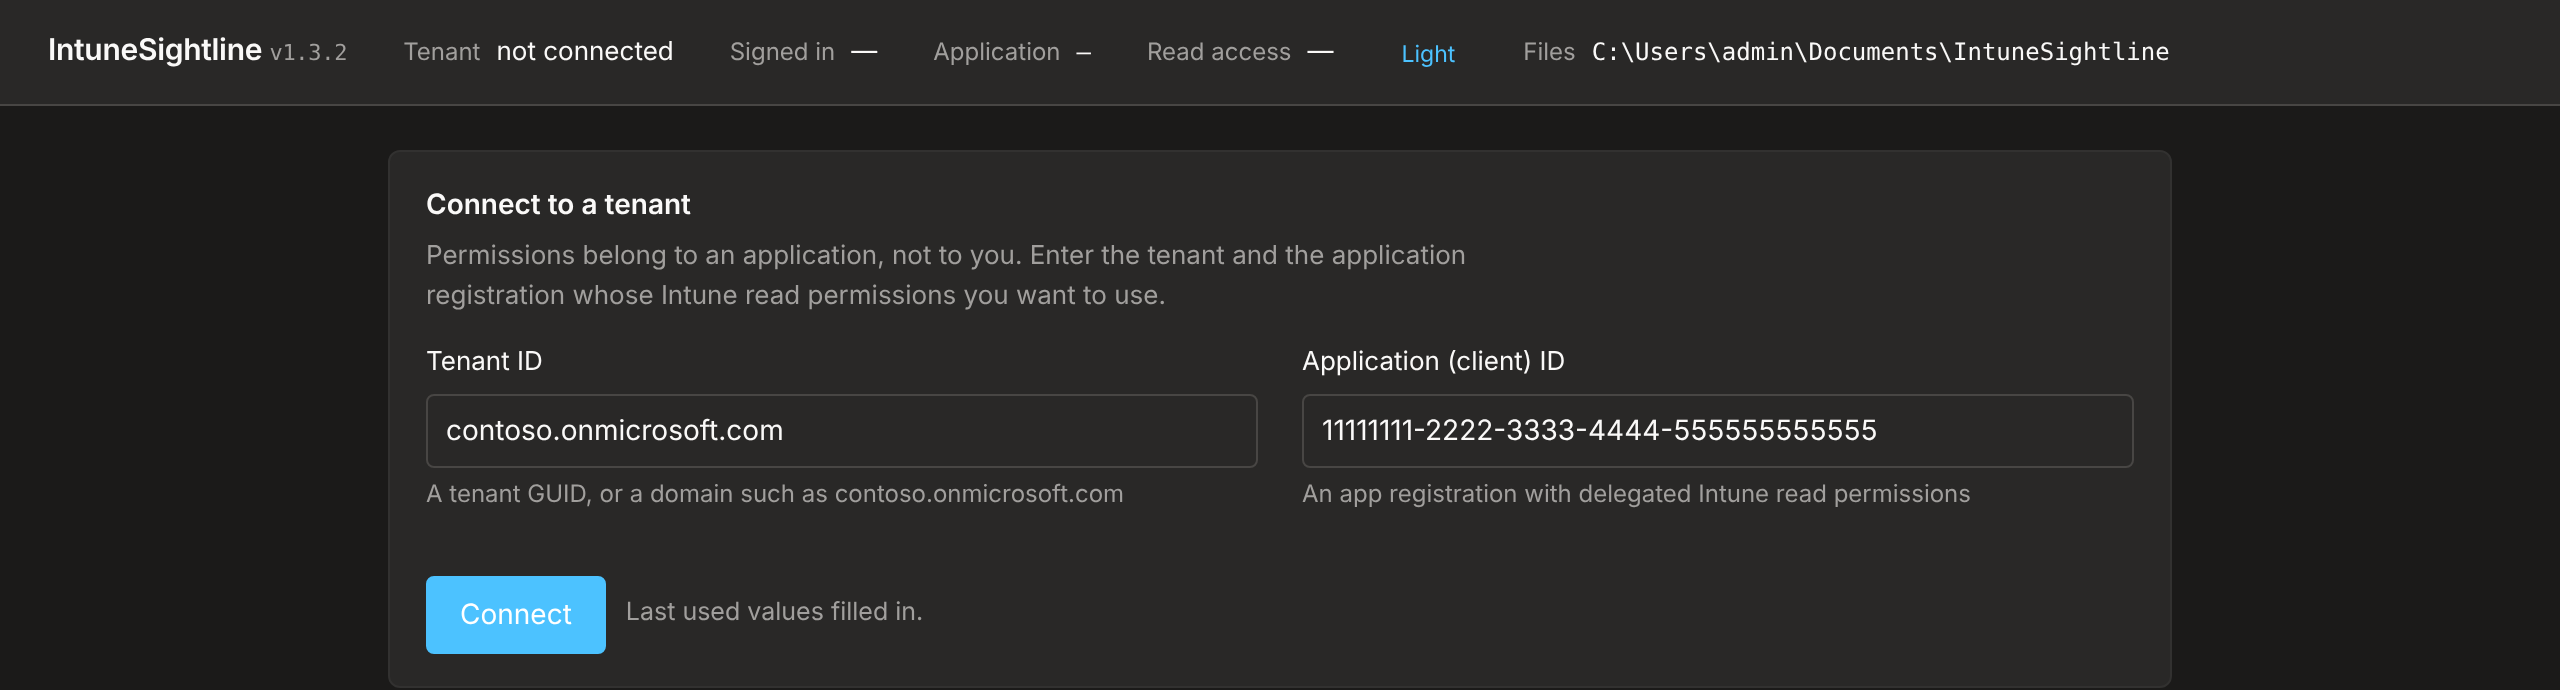 IntuneSightline v1.3.2 Tenant not connected Signed in — Application – Read access — Light Files C:\Users\admin\Documents\IntuneSightline
Connect to a tenant
Permissions belong to an application, not to you. Enter the tenant and the application
registration whose Intune read permissions you want to use.
Tenant ID Application (client) ID
contoso.onmicrosoft.com 11111111-2222-3333-4444-555555555555
A tenant GUID, or a domain such as contoso.onmicrosoft.com An app registration with delegated Intune read permissions
Connect Last used values filled in.